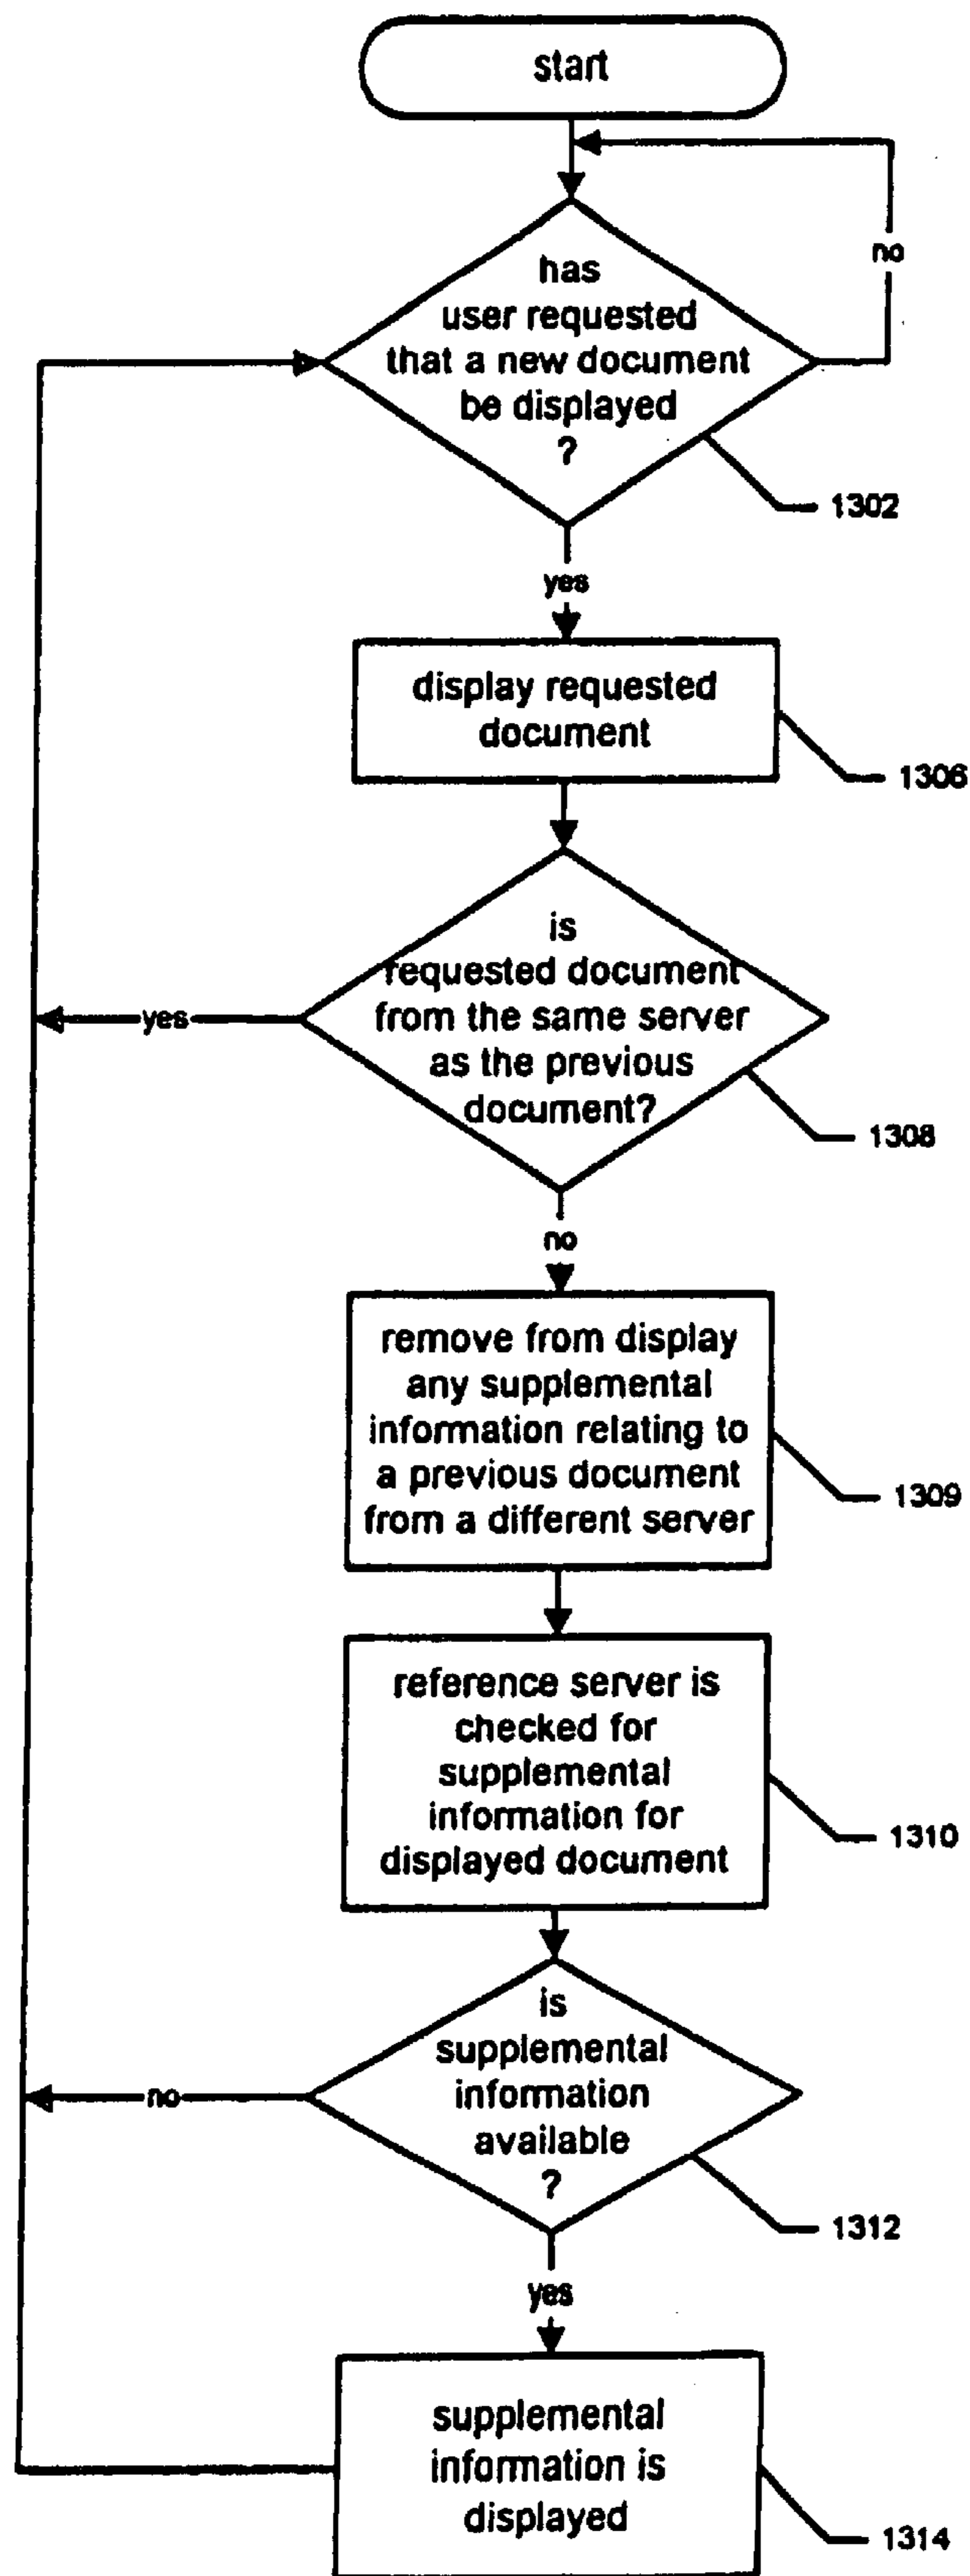 start
no
has
user requested
that a new document
be displayed
?
1302
yes
display requested
document
1306
is
requested document
from the same server
as the previous
document?
yes
1308
no
remove from display
any supplemental
information relating to
a previous document
from a different server
1309
reference server is
checked for
supplemental
information for
displayed document
1310
is
supplemental
information
available
?
no
1312
yes
supplemental
information is
displayed
1314